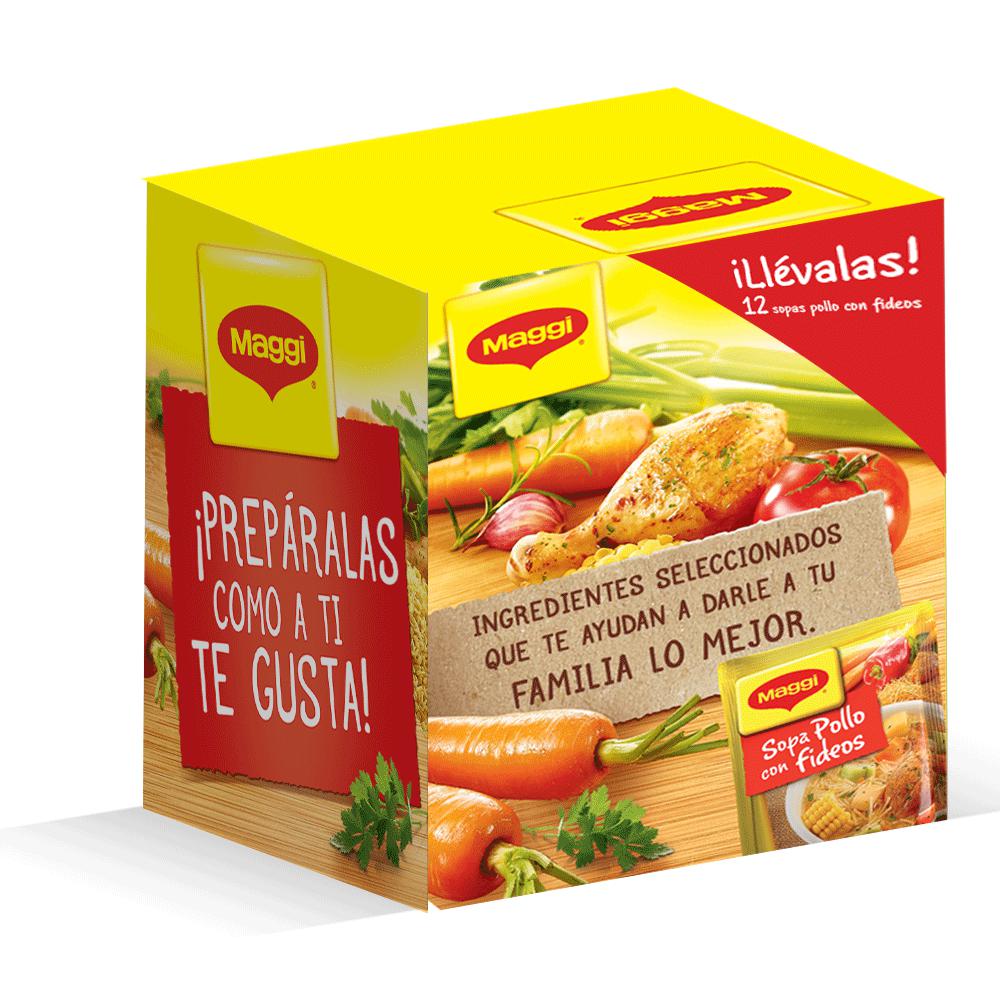 Maggi
¡PREPÁRALAS
COMO A TI
TE GUSTA!
Maggi
¡Llévalas!
12 sopas pollo con fideos
Maggi
INGREDIENTES SELECCIONADOS
QUE TE AYUDAN A DARLE A TU
FAMILIA LO MEJOR.
Maggi
Sopa Pollo
con fideos